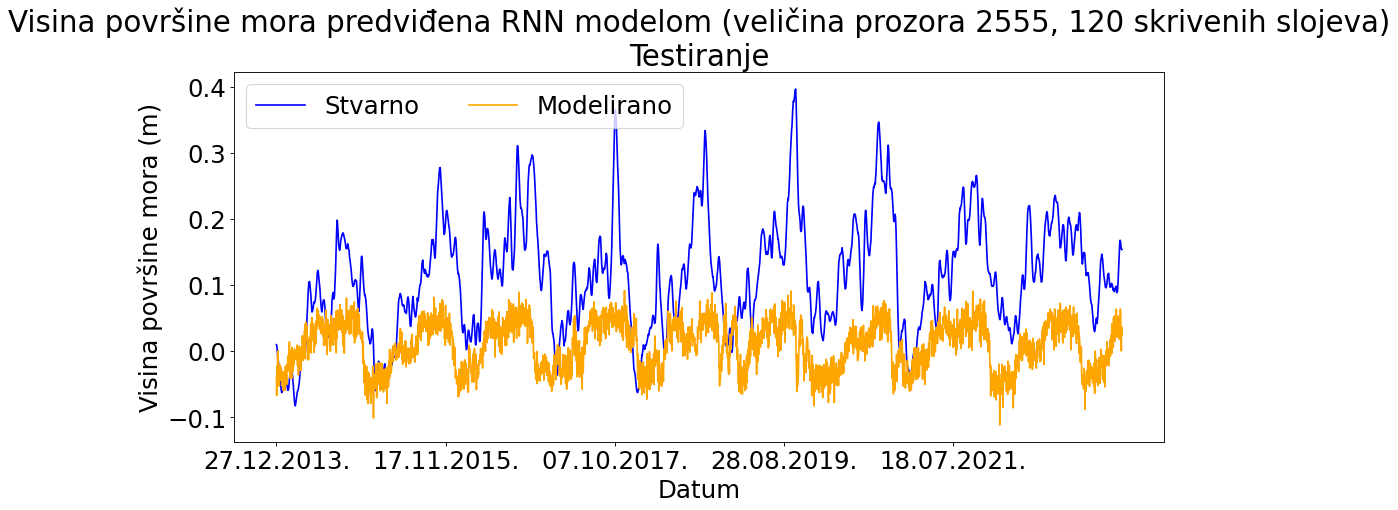 Visina površine mora predviđena RNN modelom (veličina prozora 2555, 120 skrivenih slojeva)
Testiranje
Stvarno
Modelirano
Visina površine mora (m)
0.4
0.3
0.2
0.1
0.0
−0.1
27.12.2013.
17.11.2015.
07.10.2017.
28.08.2019.
18.07.2021.
Datum